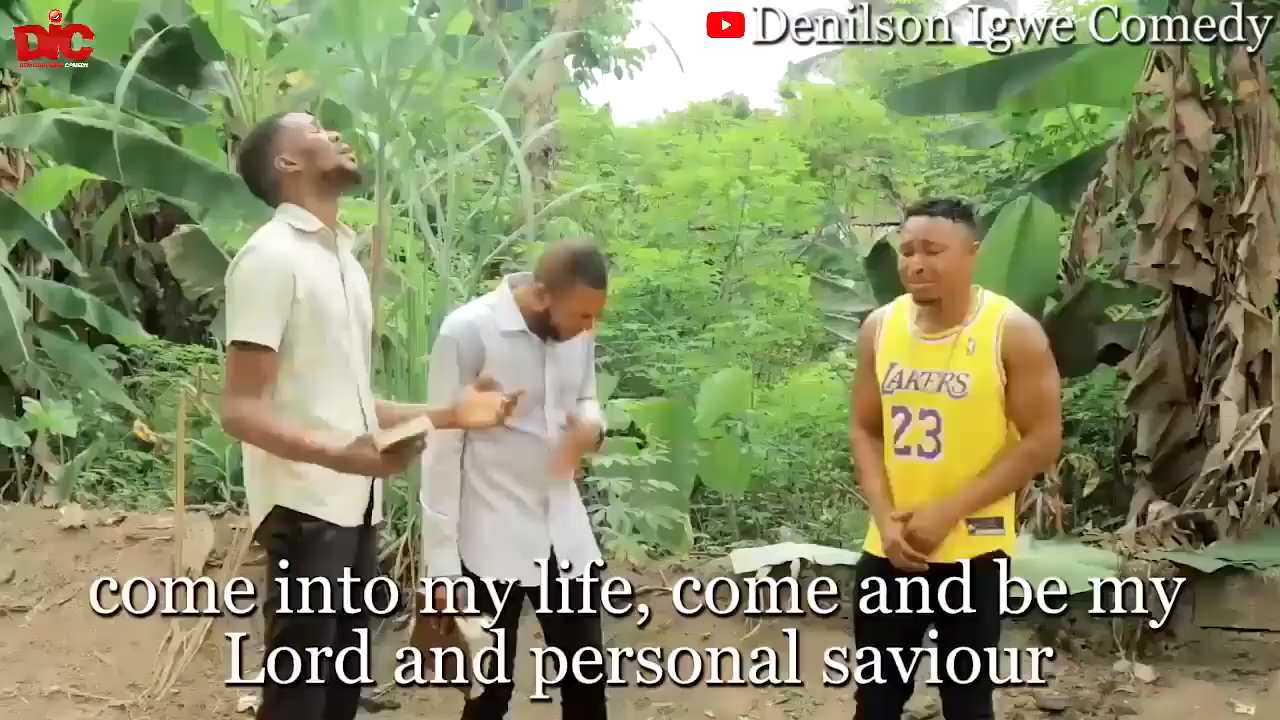 DIC
Denilson Igwe Comedy
LAKERS
23
come into my life, come and be my
Lord and personal saviour